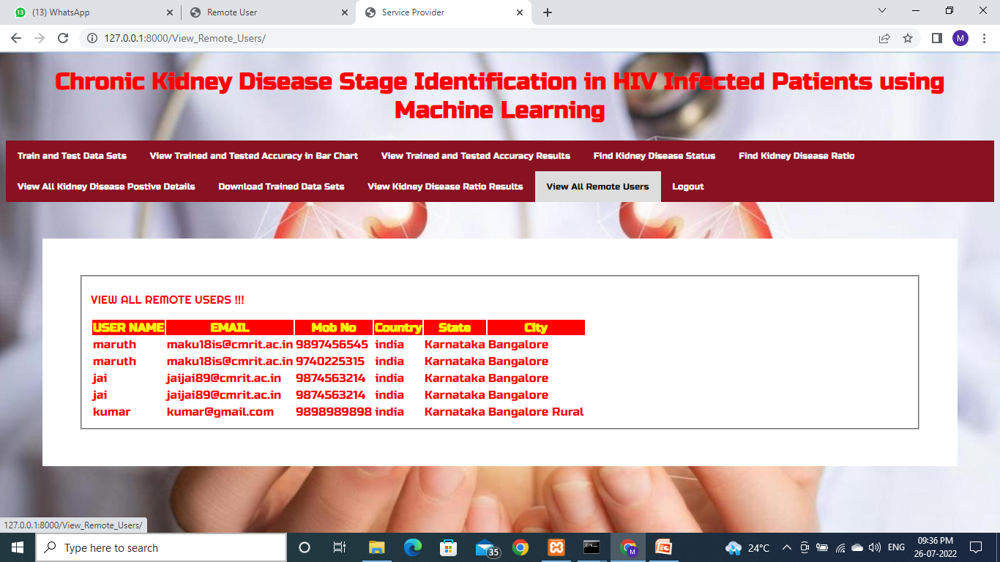 (13) WhatsApp
Remote User
Service Provider
127.0.0.1:8000/View_Remote_Users/
M
Chronic Kidney Disease Stage Identification in HIV Infected Patients using
Machine Learning
Train and Test Data Sets View Trained and Tested Accuracy in Bar Chart View Trained and Tested Accuracy Results Find Kidney Disease Status Find Kidney Disease Ratio
View All Kidney Disease Postive Details Download Trained Data Sets View Kidney Disease Ratio Results View All Remote Users Logout
VIEW ALL REMOTE USERS !!!
USER NAME EMAIL Mob No Country State City
maruth maku18is@cmrit.ac.in 9897456545 india Karnataka Bangalore
maruth maku18is@cmrit.ac.in 9740225315 india Karnataka Bangalore
jai jaijai89@cmrit.ac.in 9874563214 india Karnataka Bangalore
jai jaijai89@cmrit.ac.in 9874563214 india Karnataka Bangalore
kumar kumar@gmail.com 9898989898 india Karnataka Bangalore Rural
127.0.0.1:8000/View_Remote_Users/
Type here to search
35
M
24°C
ENG
09:36 PM
26-07-2022